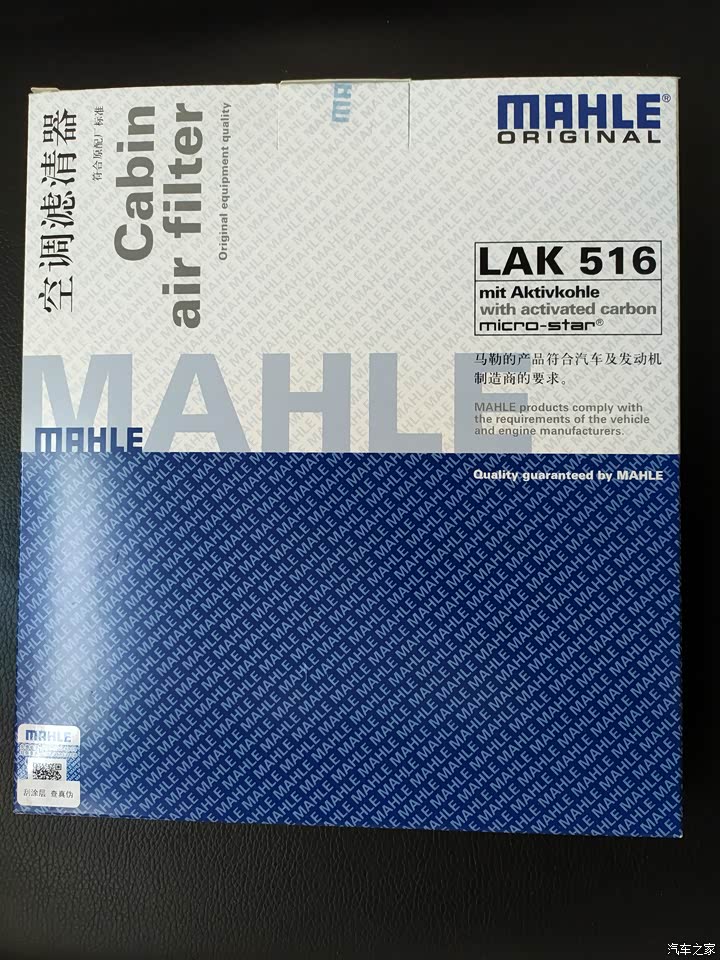 空调滤清器
符合原配厂标准
Cabin
air filter
Original equipment quality
MAHLE®
ORIGINAL
LAK 516
mit Aktivkohle
with activated carbon
micro-star®
马勒的产品符合汽车及发动机
制造商的要求。
MAHLE products comply with
the requirements of the vehicle
and engine manufacturers.
MAHLE
MAHLE
Quality guaranteed by MAHLE
MAHLE
刮涂层 查真伪
汽车之家